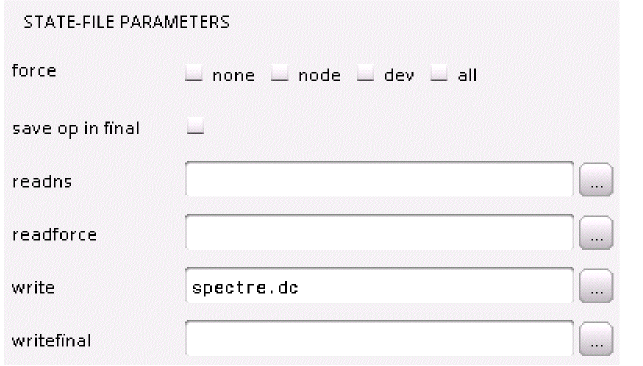 STATE-FILE PARAMETERS
force none node dev all
save op in final
readns ...
readforce ...
write spectre.dc ...
writefinal ...